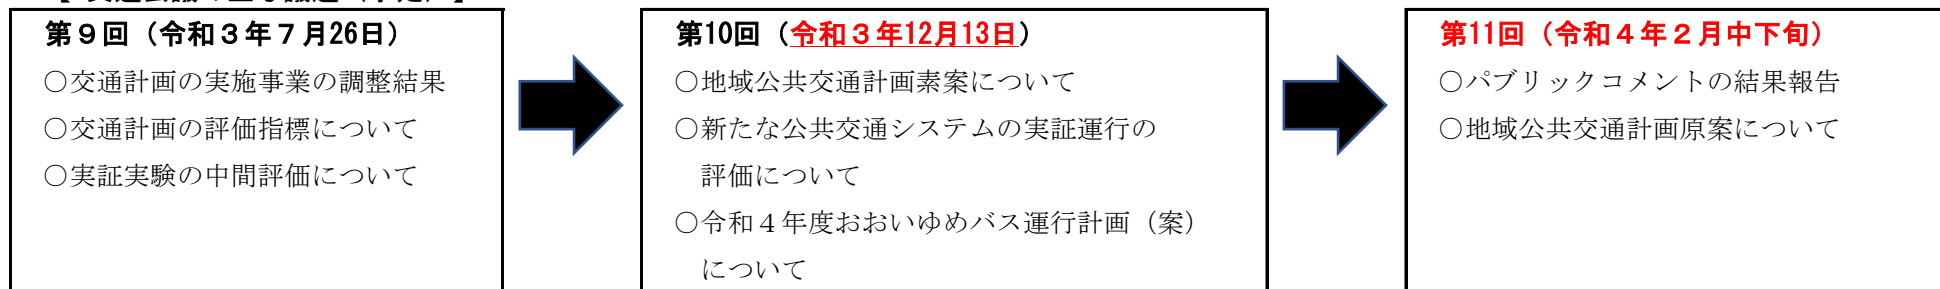 第９回（令和３年７月26日）
〇交通計画の実施事業の調整結果
〇交通計画の評価指標について
〇実証実験の中間評価について
第10回（令和３年12月13日）
〇地域公共交通計画素案について
〇新たな公共交通システムの実証運行の
評価について
〇令和４年度おおいゆめバス運行計画（案）
について
第11回（令和４年２月中下旬）
〇パブリックコメントの結果報告
〇地域公共交通計画原案について